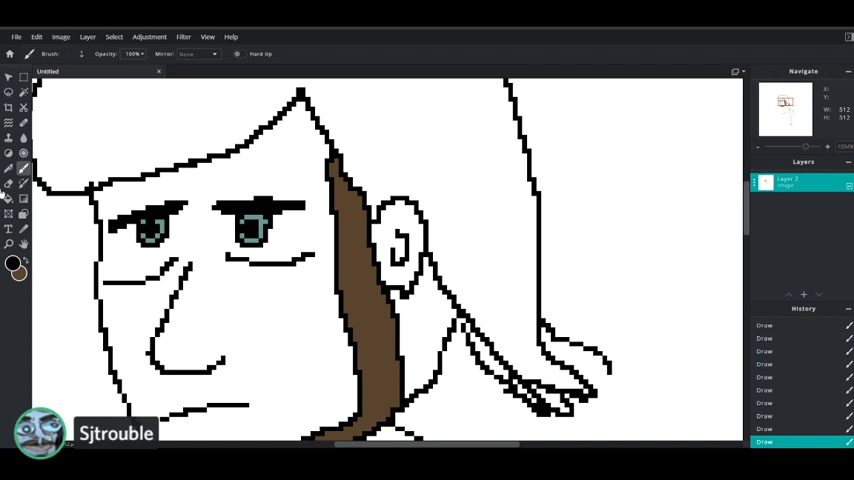 File Edit Image Layer Select Adjustment Filter View Help
Brush: 1 Opacity: 100% Mirror: None Hard tip
Untitled
Navigate
X:
Y:
W: 512
H: 512
Layers
Layer 2
Image
History
Draw
Draw
Draw
Draw
Draw
Draw
Draw
Draw
Draw
Draw
Sjtrouble